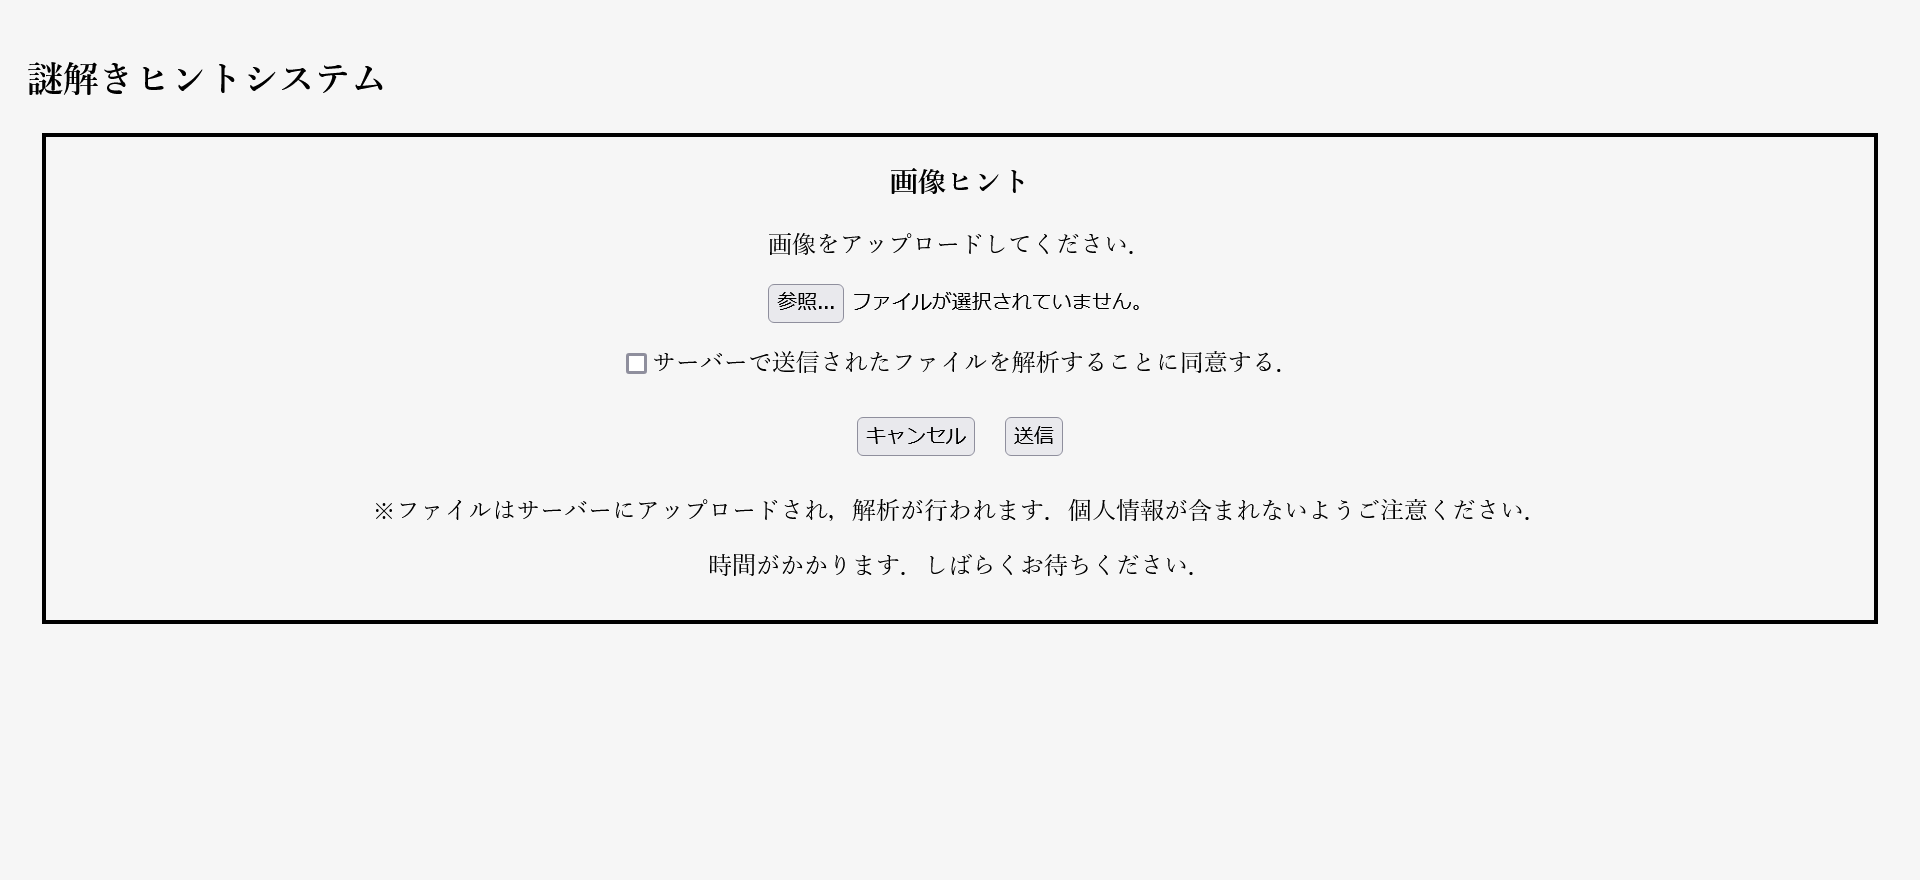 謎解きヒントシステム
画像ヒント
画像をアップロードしてください．
参照... ファイルが選択されていません。
サーバーで送信されたファイルを解析することに同意する．
キャンセル 送信
※ファイルはサーバーにアップロードされ，解析が行われます．個人情報が含まれないようご注意ください．
時間がかかります．しばらくお待ちください．